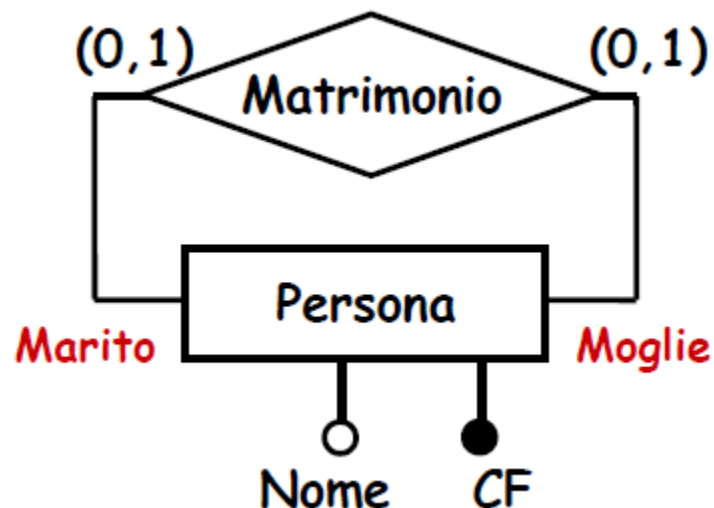 (0,1)
(0,1)
Matrimonio
Persona
Marito
Moglie
Nome
CF